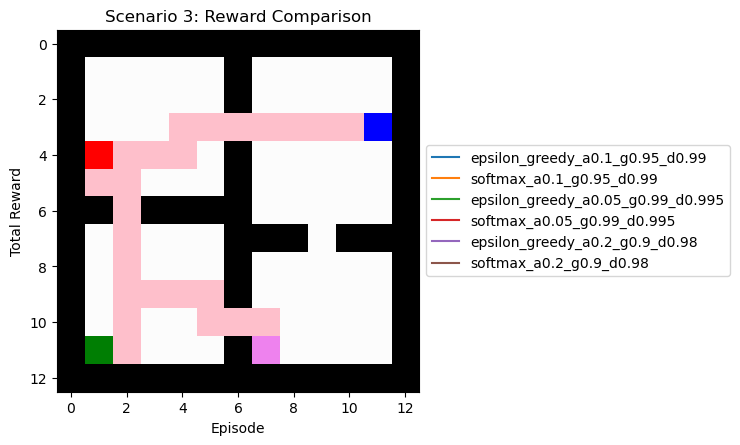 Scenario 3: Reward Comparison
Total Reward
0
2
4
6
8
10
12
0
2
4
6
8
10
12
Episode
epsilon_greedy_a0.1_g0.95_d0.99
softmax_a0.1_g0.95_d0.99
epsilon_greedy_a0.05_g0.99_d0.995
softmax_a0.05_g0.99_d0.995
epsilon_greedy_a0.2_g0.9_d0.98
softmax_a0.2_g0.9_d0.98